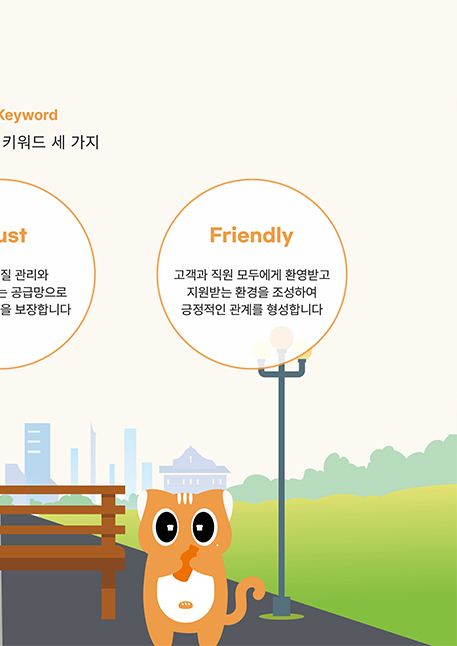 Keyword
키워드 세 가지
ust
Friendly
질 관리와
는 공급망으로
을 보장합니다
고객과 직원 모두에게 환영받고
지원받는 환경을 조성하여
긍정적인 관계를 형성합니다